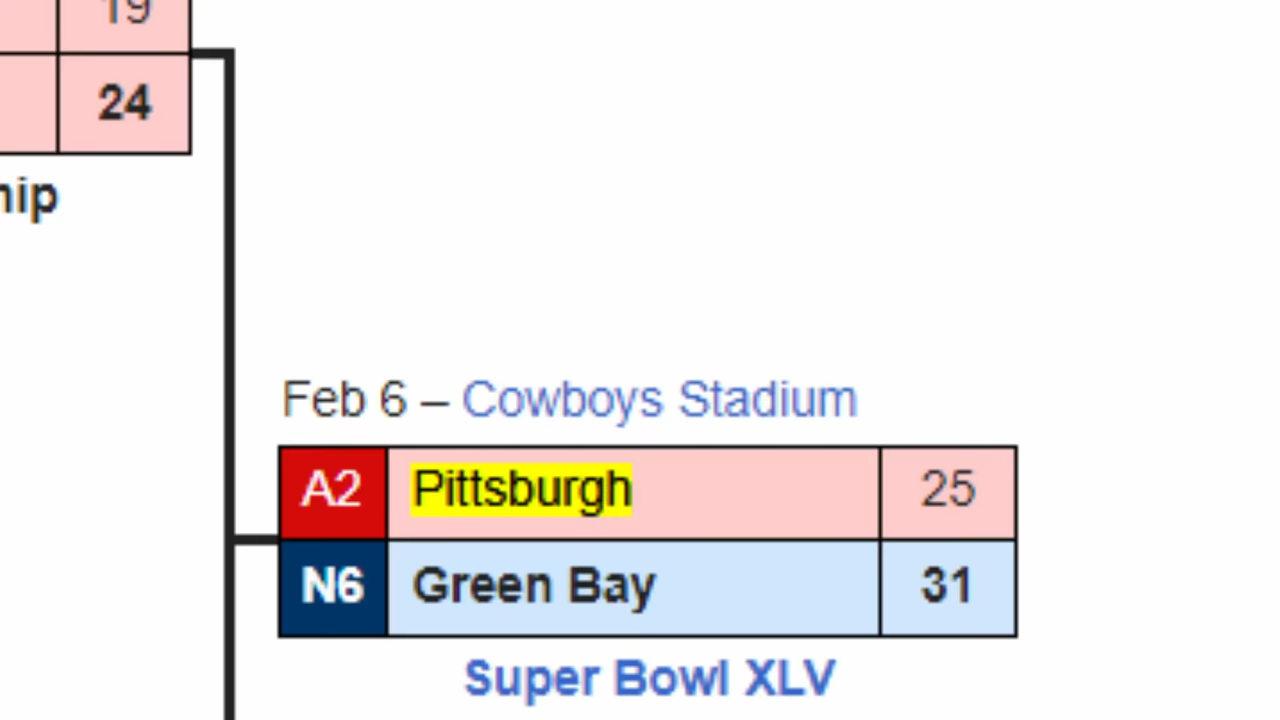 19
24
hip
Feb 6 – Cowboys Stadium
A2 Pittsburgh 25
N6 Green Bay 31
Super Bowl XLV